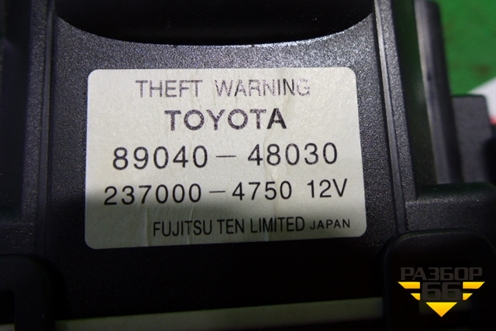 THEFT WARNING
TOYOTA
89040-48030
237000-4750 12V
FUJITSU TEN LIMITED JAPAN
РАЗБОР
66